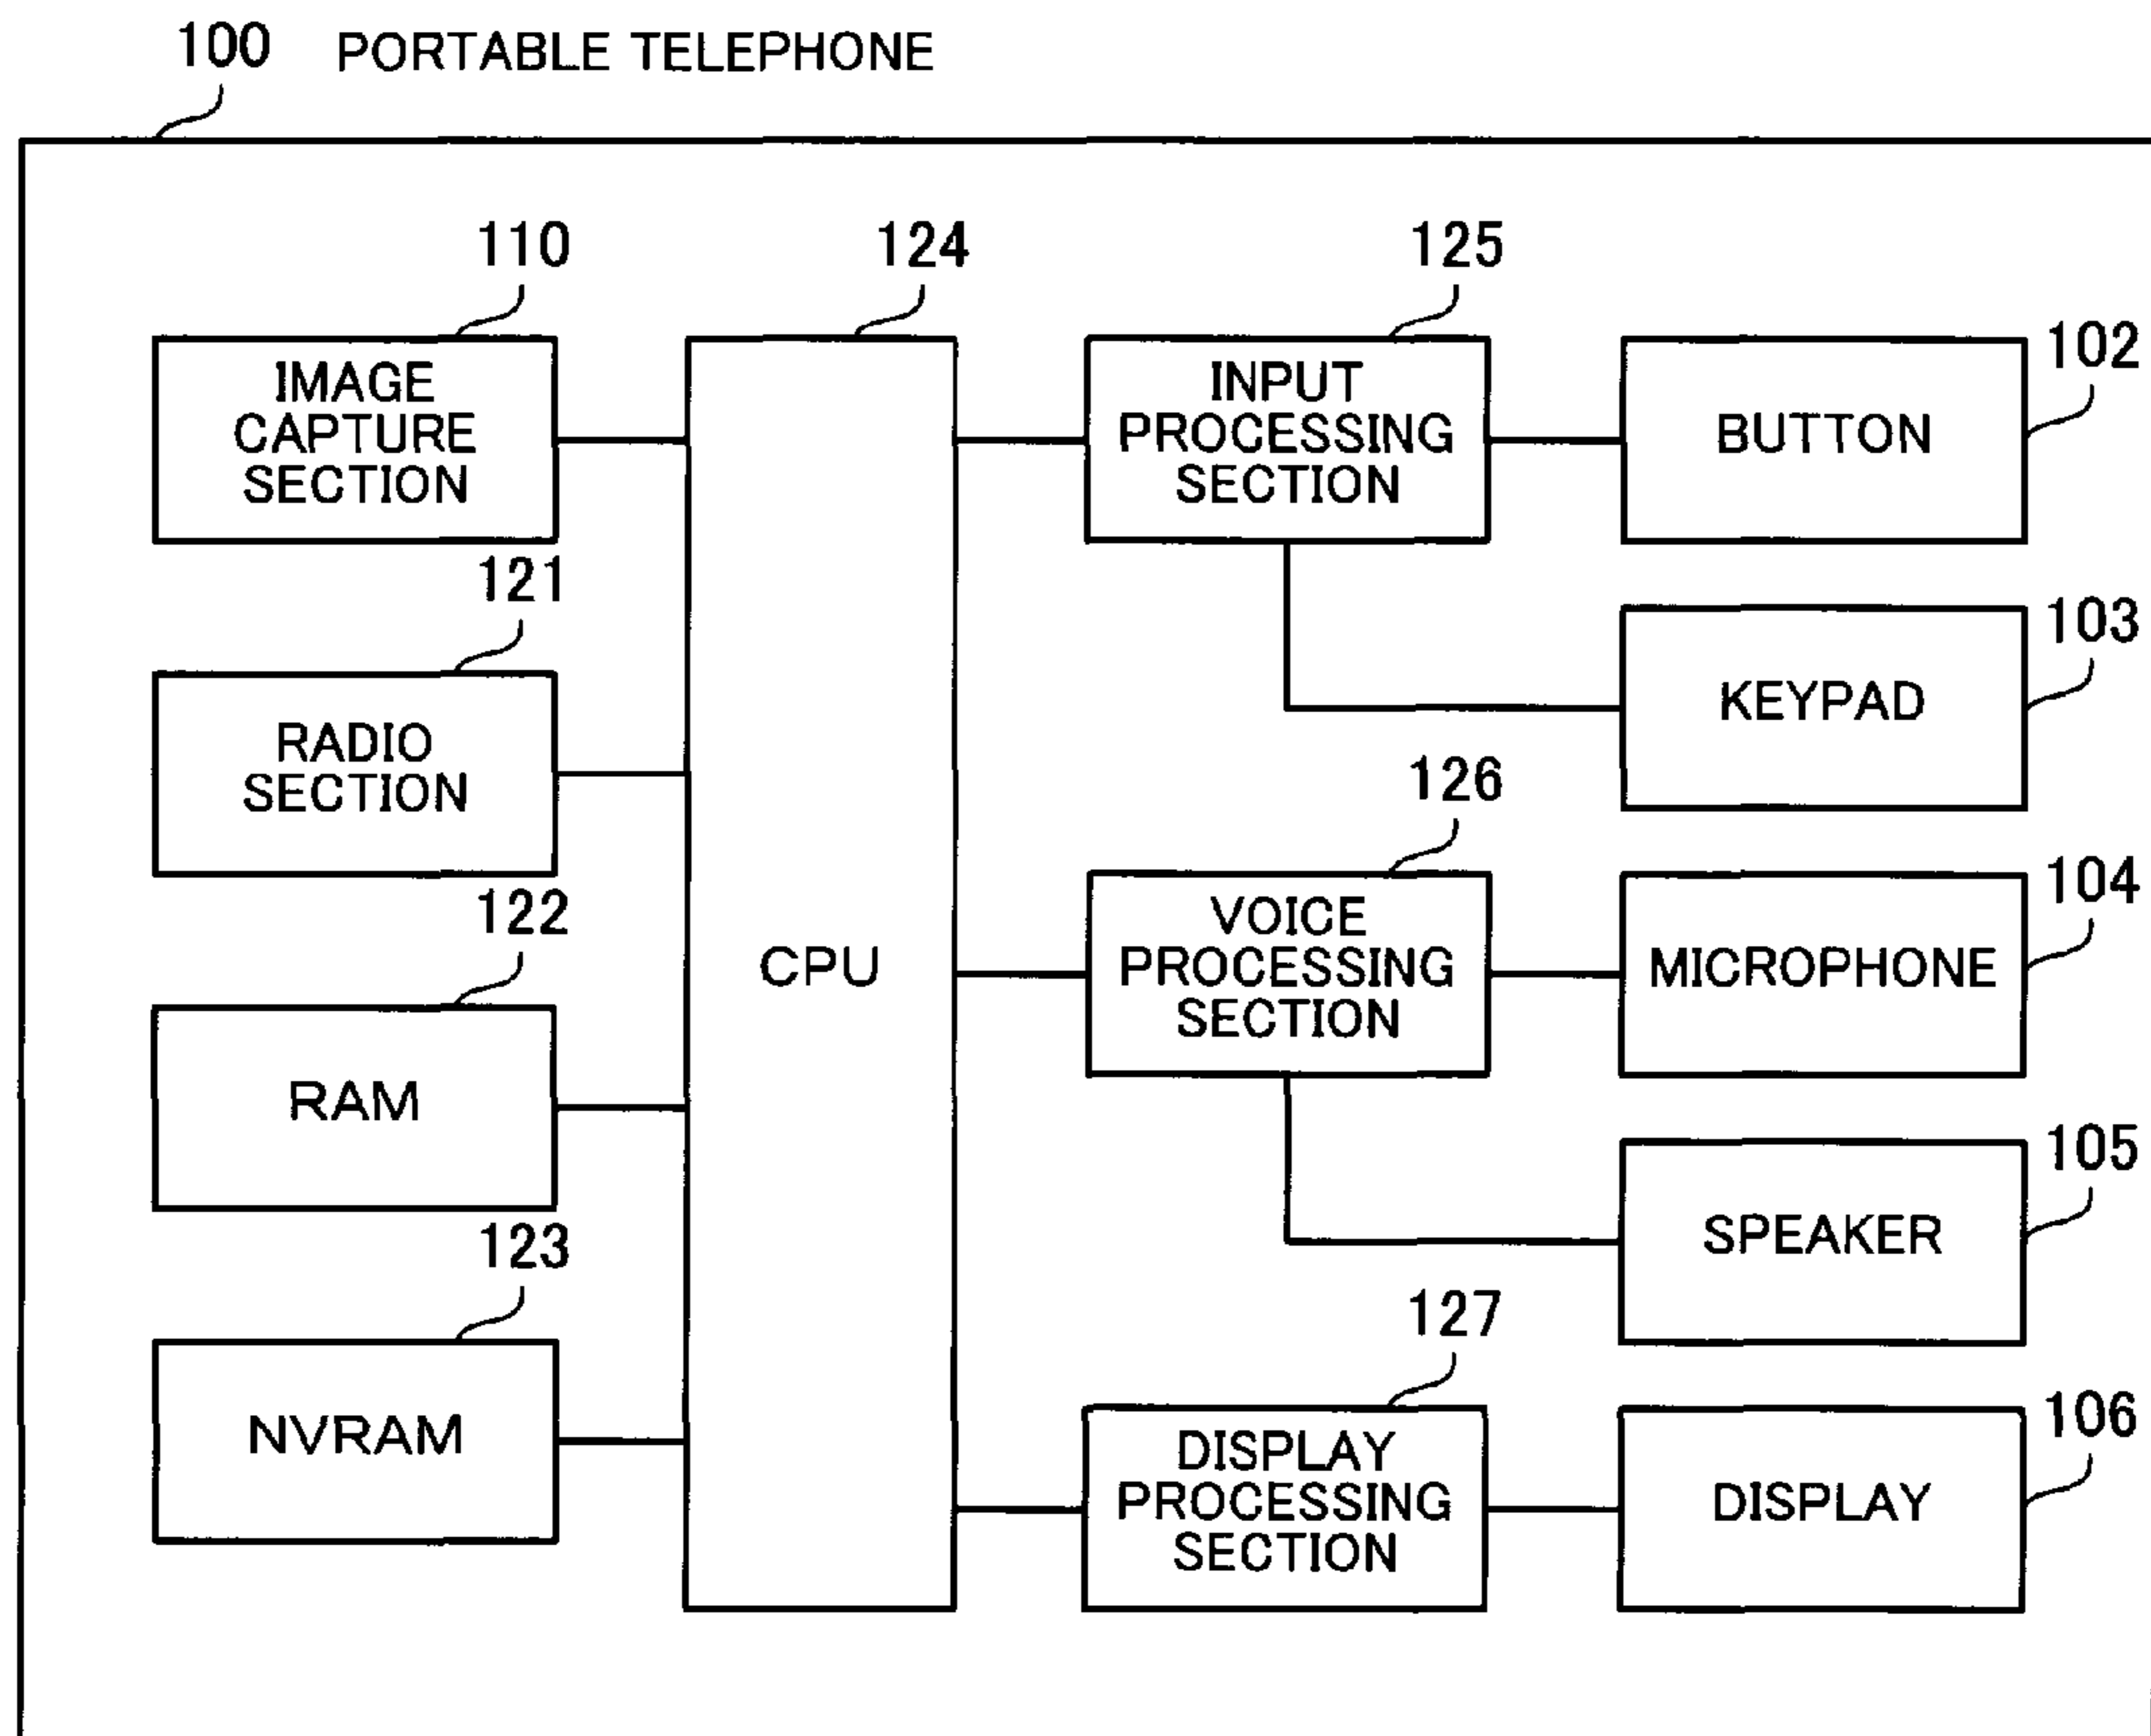 100 PORTABLE TELEPHONE
110
124
125
102
IMAGE
CAPTURE
SECTION
INPUT
PROCESSING
SECTION
BUTTON
121
103
RADIO
SECTION
KEYPAD
126
122
104
VOICE
PROCESSING
SECTION
CPU
MICROPHONE
RAM
105
123
SPEAKER
127
106
NVRAM
DISPLAY
PROCESSING
SECTION
DISPLAY